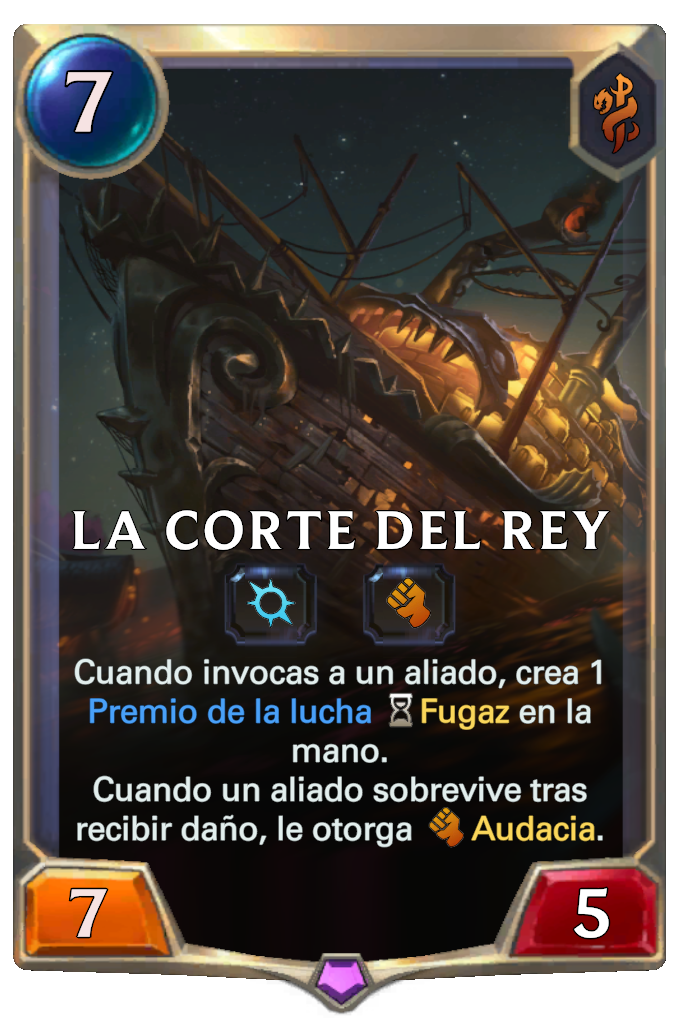 7
LA CORTE DEL REY
Cuando invocas a un aliado, crea 1
Premio de la lucha Fugaz en la
mano.
Cuando un aliado sobrevive tras
recibir daño, le otorga Audacia.
7
5